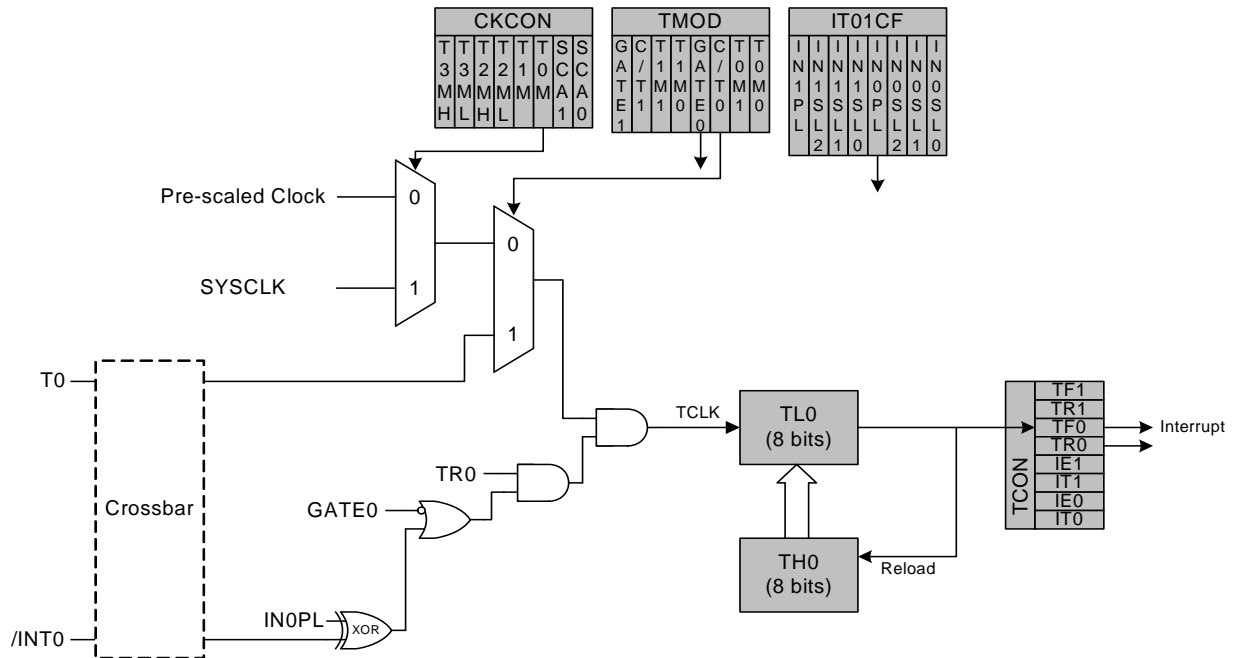 CKCON
TMOD
IT01CF
T3MH
T3ML
T2MH
T2ML
T1M
T0M
SCA1
SCA0
GATE1
C/T1
T1M1
T1M0
GATE0
C/T0
T0M1
T0M0
IN1PL
IN1SL2
IN1SL1
IN1SL0
IN0PL
IN0SL2
IN0SL1
IN0SL0
Pre-scaled Clock
0
SYSCLK
1
0
1
T0
Crossbar
/INT0
TR0
GATE0
IN0PL
XOR
TCLK
TL0
(8 bits)
TH0
(8 bits)
Reload
TCON
TF1
TR1
TF0
TR0
IE1
IT1
IE0
IT0
Interrupt